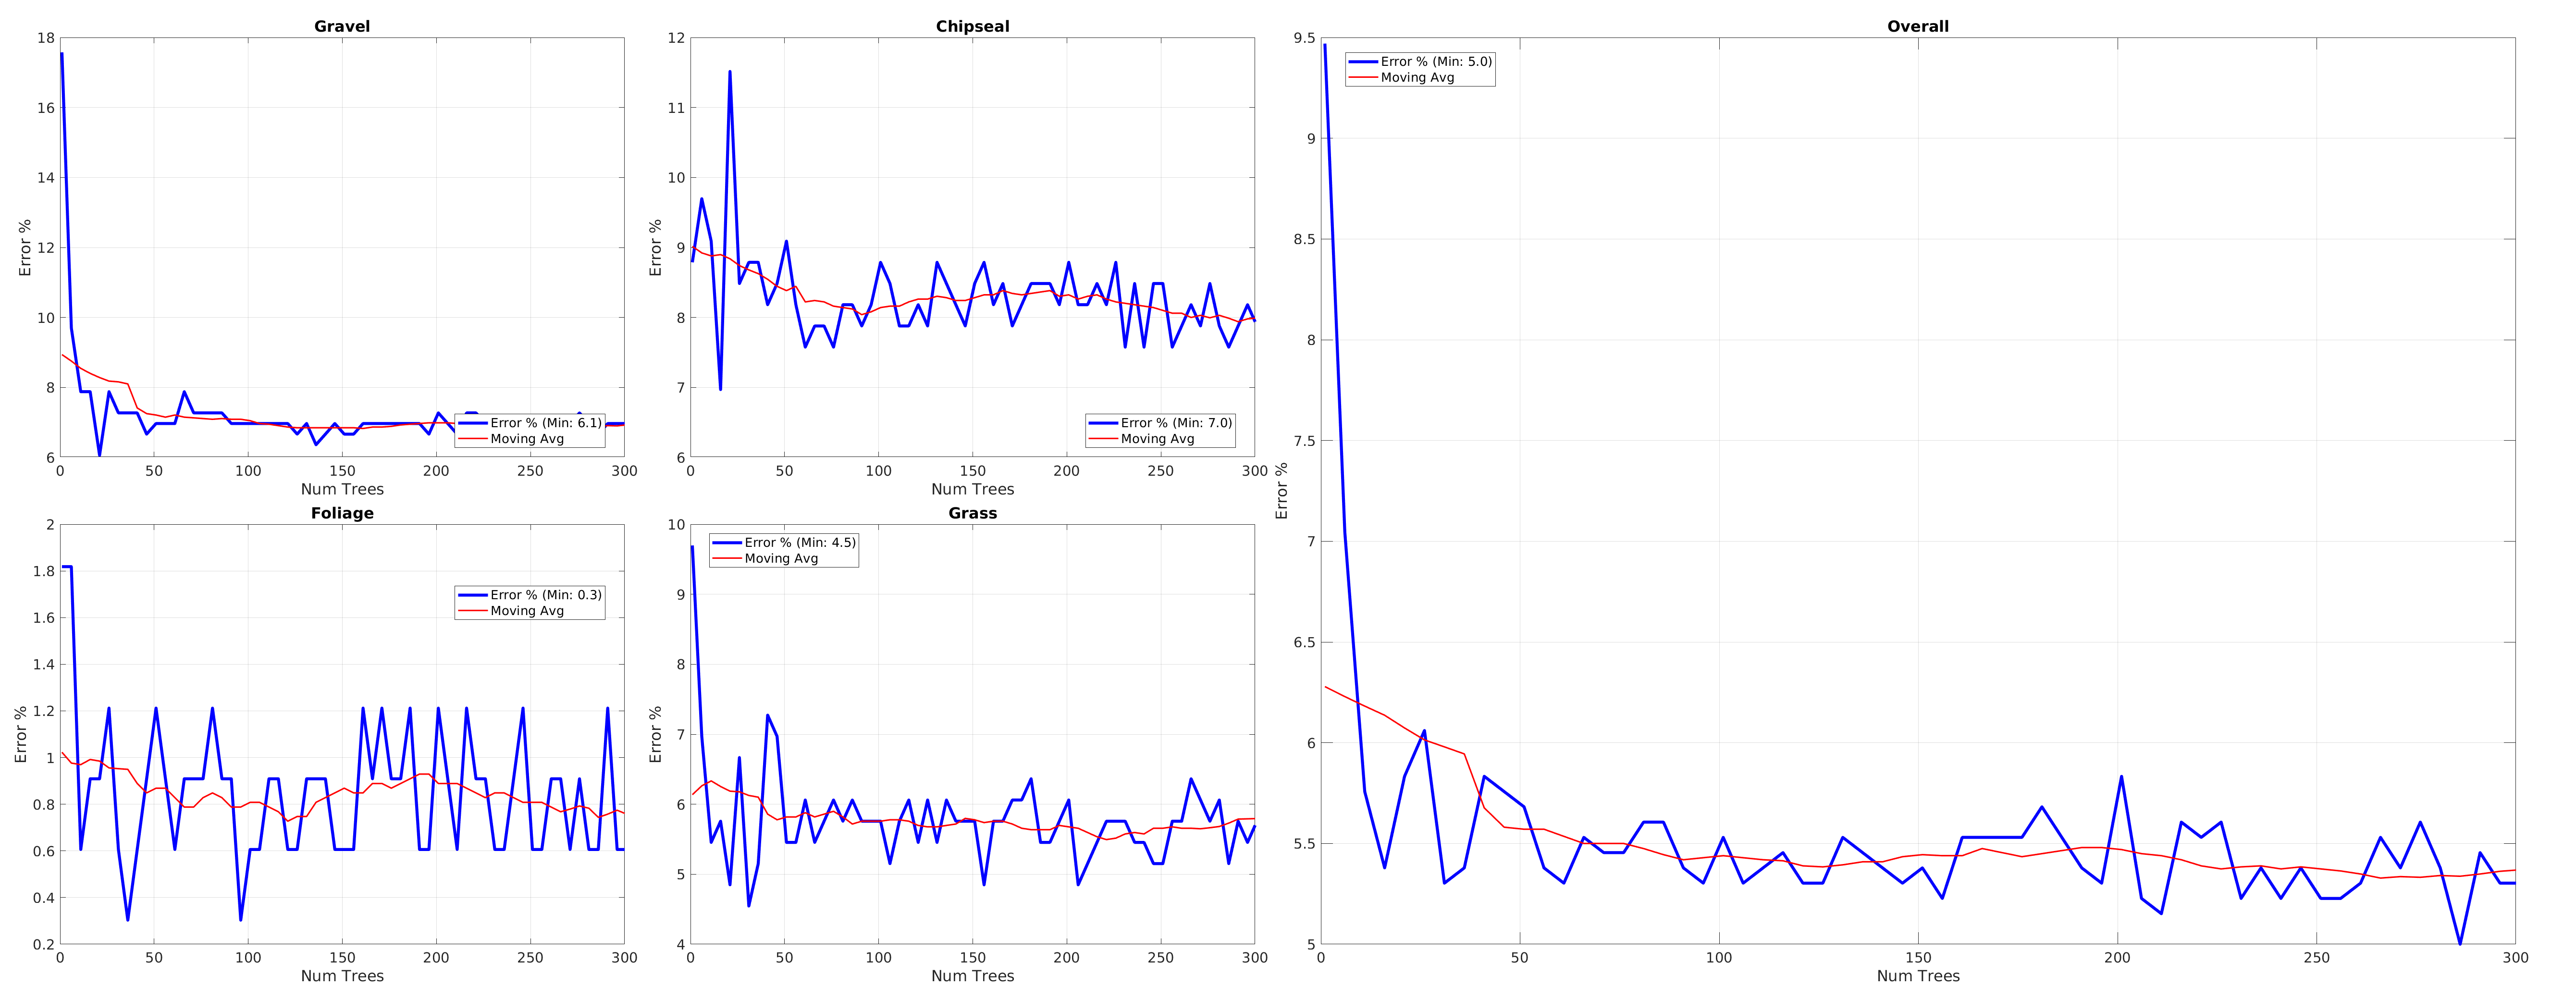 Gravel
18
16
14
12
10
8
6
Error %
0 50 100 150 200 250 300
Num Trees
Error % (Min: 6.1)
Moving Avg
Chipseal
12
11
10
9
8
7
6
Error %
0 50 100 150 200 250 300
Num Trees
Error % (Min: 7.0)
Moving Avg
Foliage
2
1.8
1.6
1.4
1.2
1
0.8
0.6
0.4
0.2
Error %
0 50 100 150 200 250 300
Num Trees
Error % (Min: 0.3)
Moving Avg
Grass
10
9
8
7
6
5
4
Error %
0 50 100 150 200 250 300
Num Trees
Error % (Min: 4.5)
Moving Avg
Overall
9.5
9
8.5
8
7.5
7
6.5
6
5.5
5
Error %
0 50 100 150 200 250 300
Num Trees
Error % (Min: 5.0)
Moving Avg